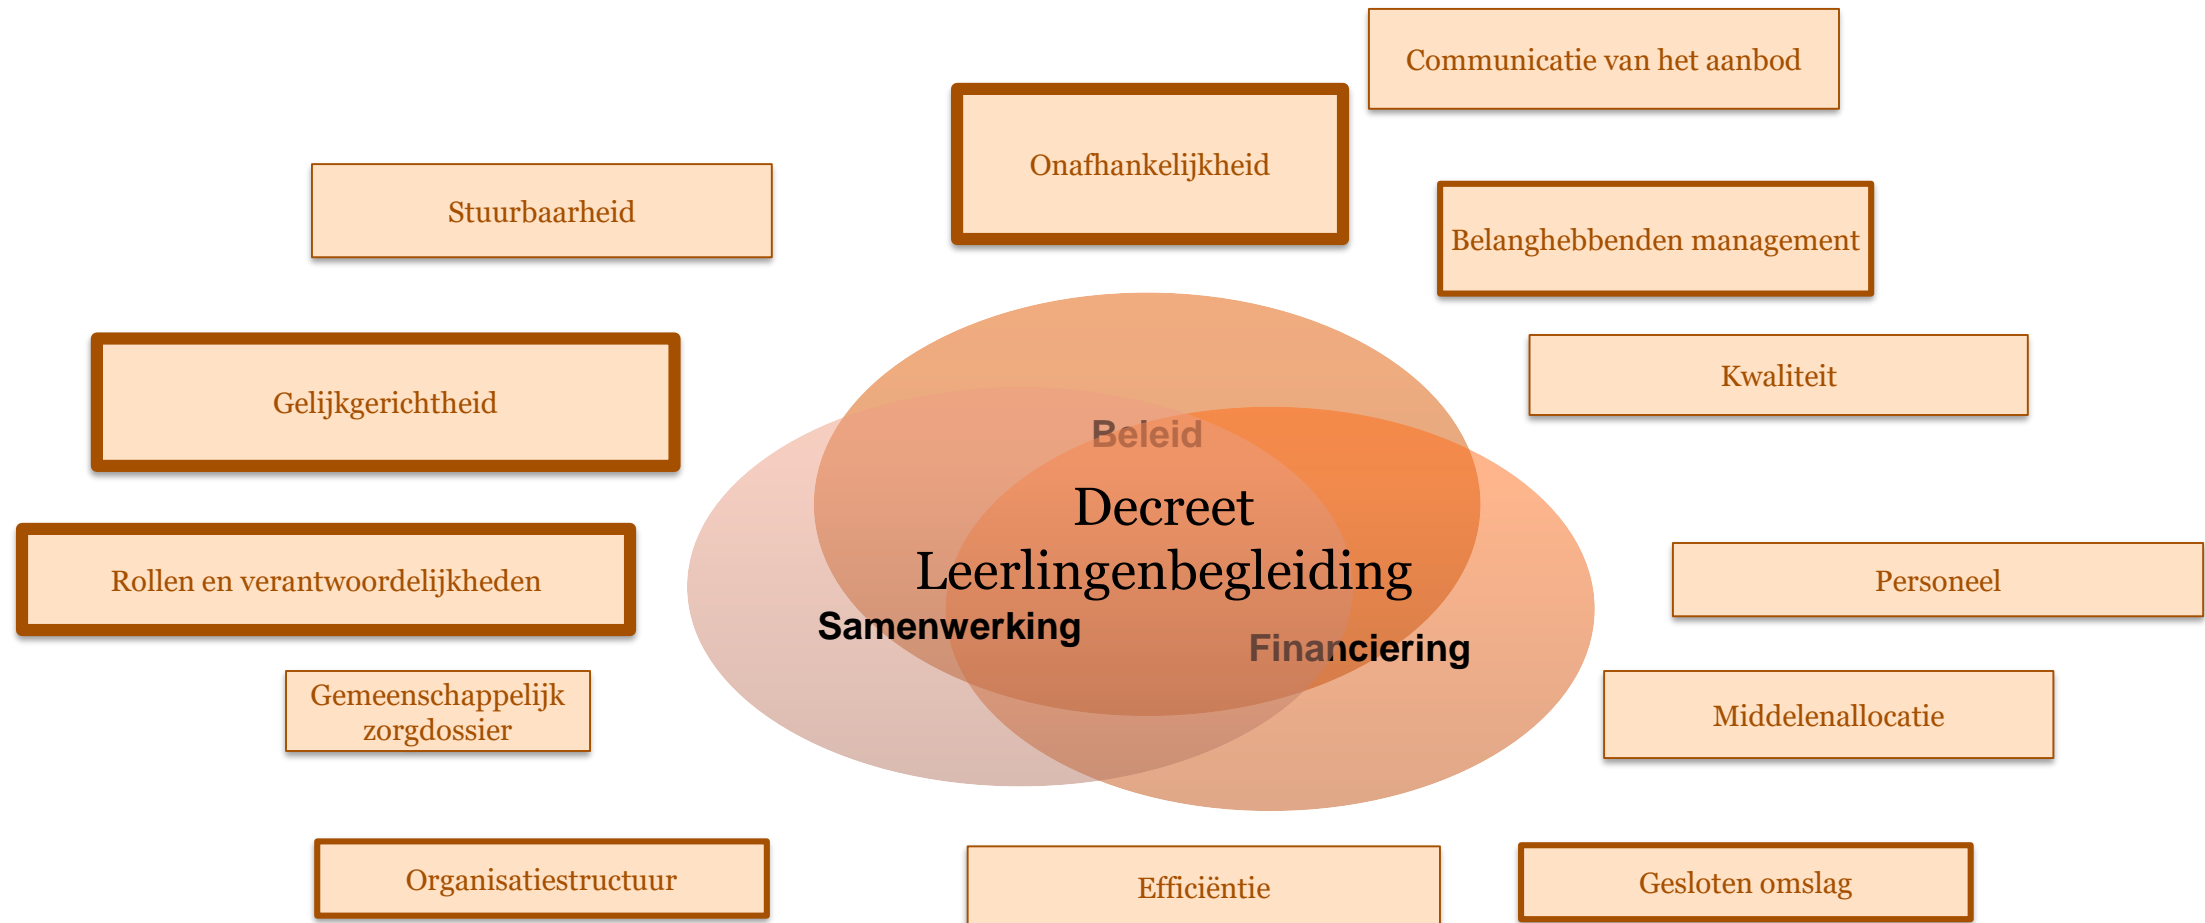 Communicatie van het aanbod
Onafhankelijkheid
Stuurbaarheid
Belanghebbenden management
Kwaliteit
Gelijkgerichtheid
Beleid
Decreet
Leerlingenbegleiding
Rollen en verantwoordelijkheden
Personeel
Samenwerking
Financiering
Gemeenschappelijk
zorgdossier
Middelenallocatie
Organisatiestructuur
Efficiëntie
Gesloten omslag